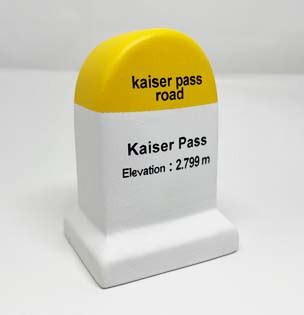 kaiser pass
road
Kaiser Pass
Elevation : 2.799 m